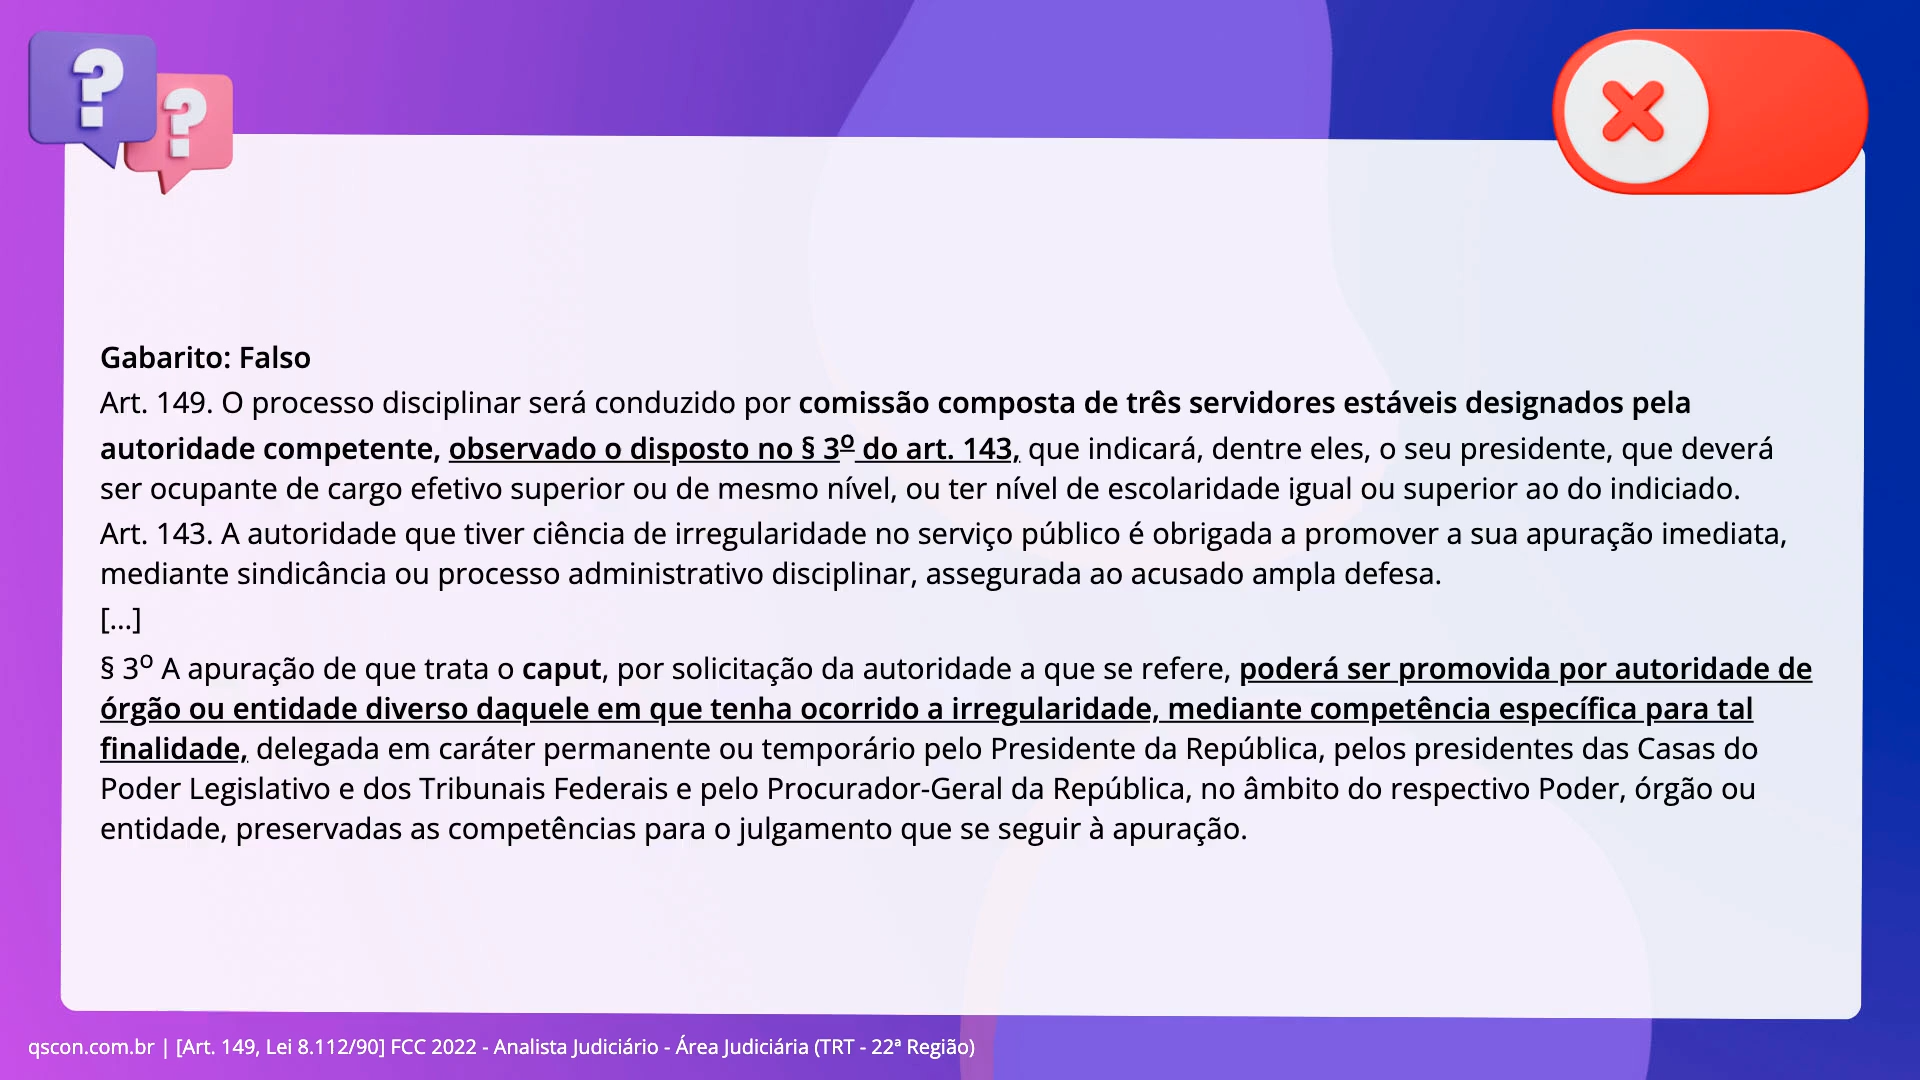 ?
?
Gabarito: Falso
Art. 149. O processo disciplinar será conduzido por comissão composta de três servidores estáveis designados pela
autoridade competente, observado o disposto no § 3º do art. 143, que indicará, dentre eles, o seu presidente, que deverá
ser ocupante de cargo efetivo superior ou de mesmo nível, ou ter nível de escolaridade igual ou superior ao do indiciado.
Art. 143. A autoridade que tiver ciência de irregularidade no serviço público é obrigada a promover a sua apuração imediata,
mediante sindicância ou processo administrativo disciplinar, assegurada ao acusado ampla defesa.
[...]
§ 3º A apuração de que trata o caput, por solicitação da autoridade a que se refere, poderá ser promovida por autoridade de
órgão ou entidade diverso daquele em que tenha ocorrido a irregularidade, mediante competência específica para tal
finalidade, delegada em caráter permanente ou temporário pelo Presidente da República, pelos presidentes das Casas do
Poder Legislativo e dos Tribunais Federais e pelo Procurador-Geral da República, no âmbito do respectivo Poder, órgão ou
entidade, preservadas as competências para o julgamento que se seguir à apuração.
qscon.com.br | [Art. 149, Lei 8.112/90] FCC 2022 - Analista Judiciário - Área Judiciária (TRT - 22ª Região)